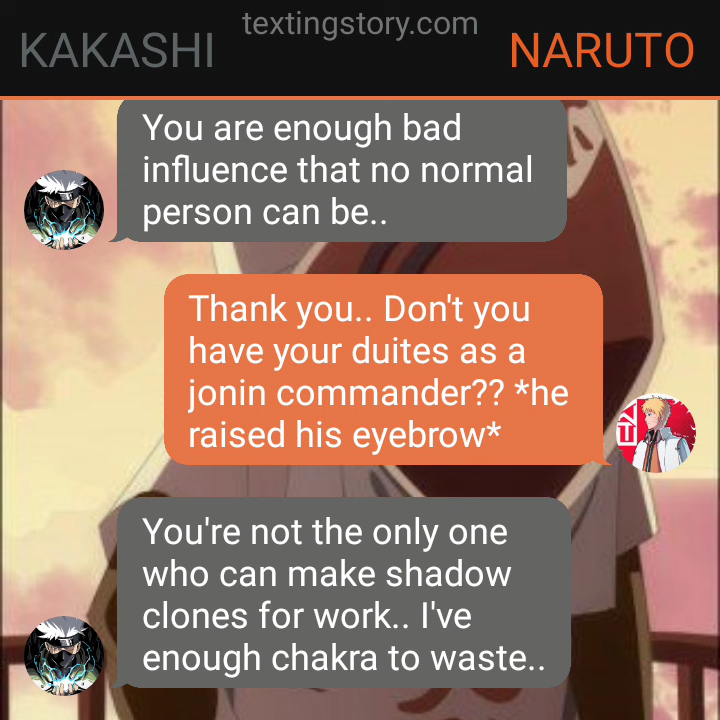 textingstory.com
KAKASHI
NARUTO
You are enough bad
influence that no normal
person can be..
Thank you.. Don't you
have your duites as a
jonin commander?? *he
raised his eyebrow*
You're not the only one
who can make shadow
clones for work.. I've
enough chakra to waste..